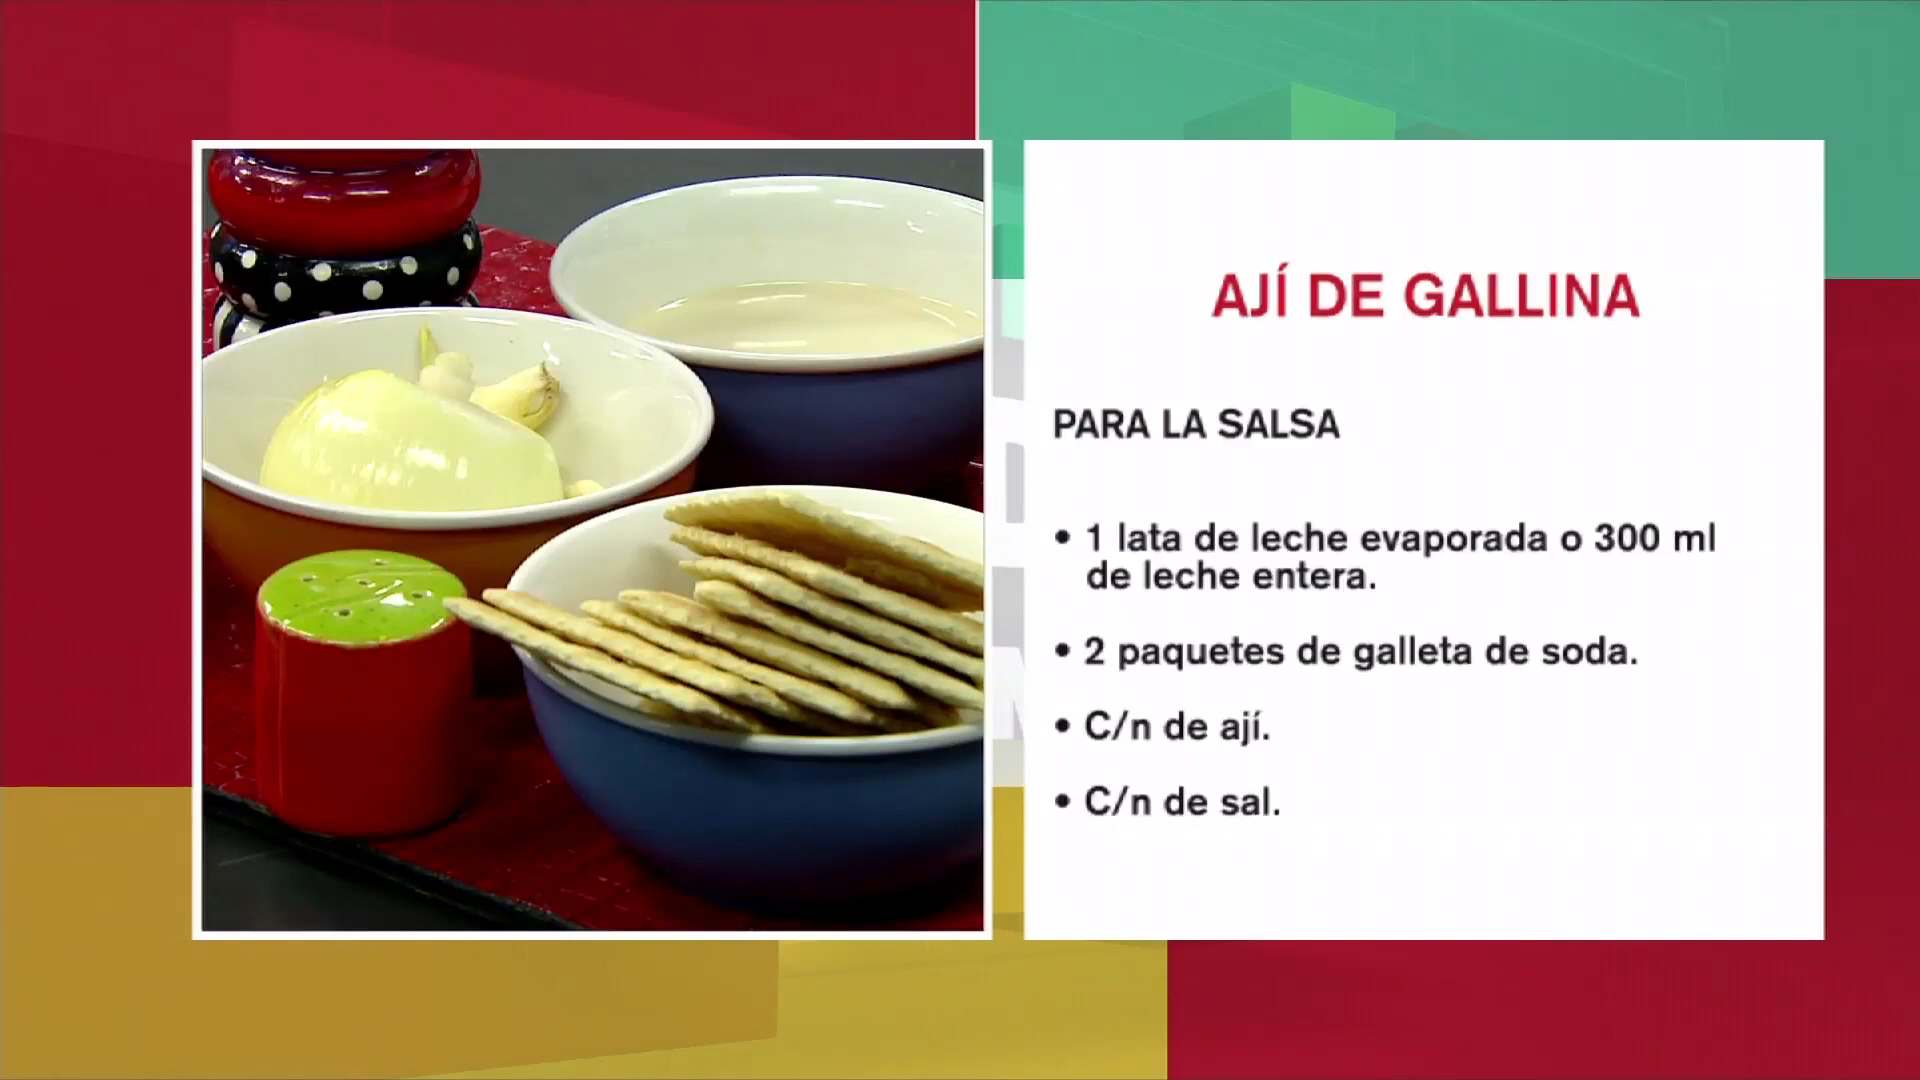 AJÍ DE GALLINA
PARA LA SALSA
• 1 lata de leche evaporada o 300 ml
de leche entera.
• 2 paquetes de galleta de soda.
• C/n de ají.
• C/n de sal.